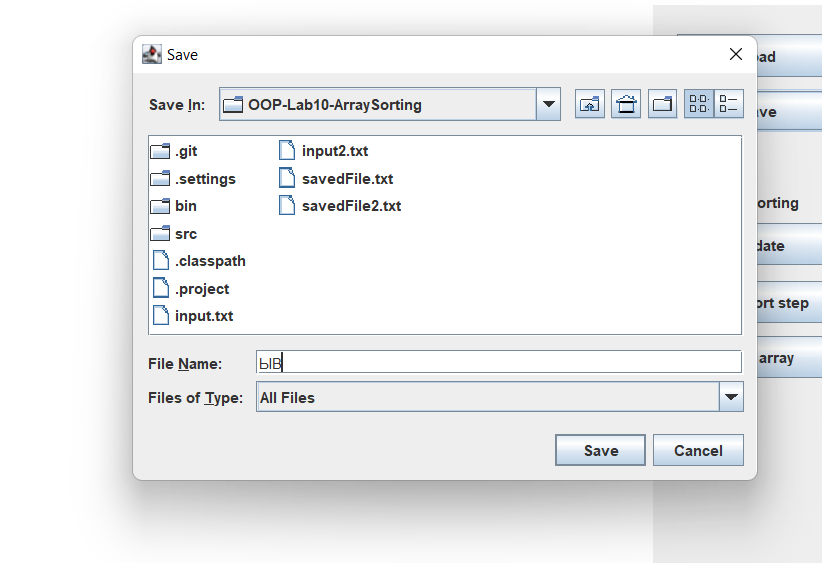 Save
Save In: OOP-Lab10-ArraySorting
.git
.settings
bin
src
.classpath
.project
input.txt
input2.txt
savedFile.txt
savedFile2.txt
File Name: ЫВ
Files of Type: All Files
Save Cancel
ad
ve
orting
date
ort step
array